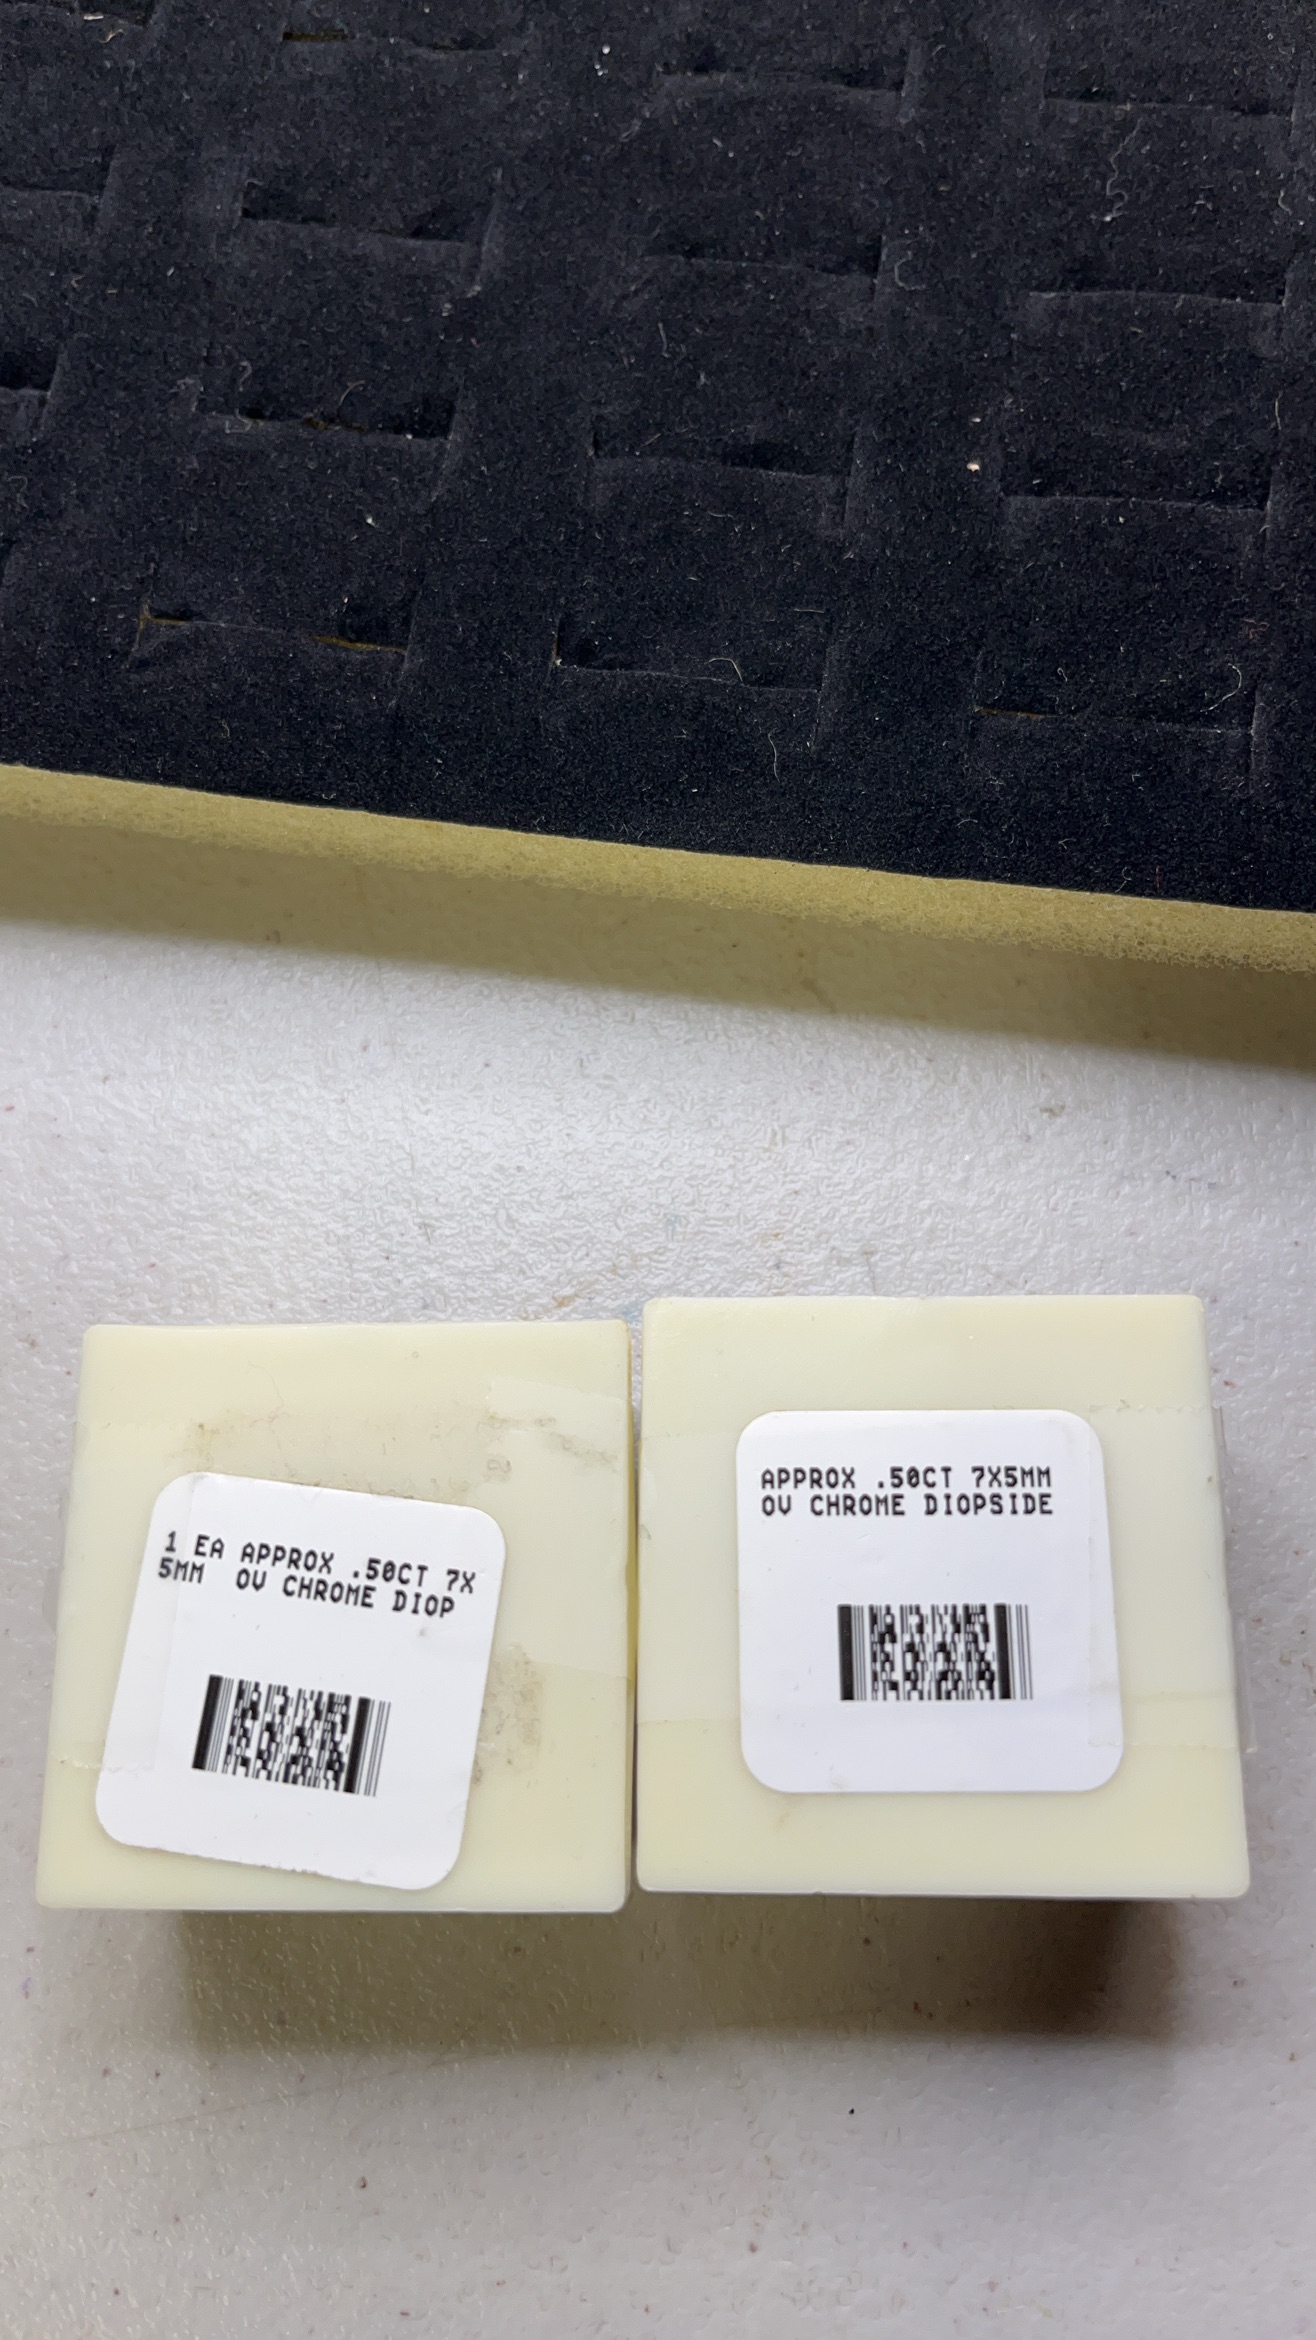 1 EA APPROX .50CT 7X
5MM  OV CHROME DIOP
APPROX .50CT 7X5MM
OV CHROME DIOPSIDE